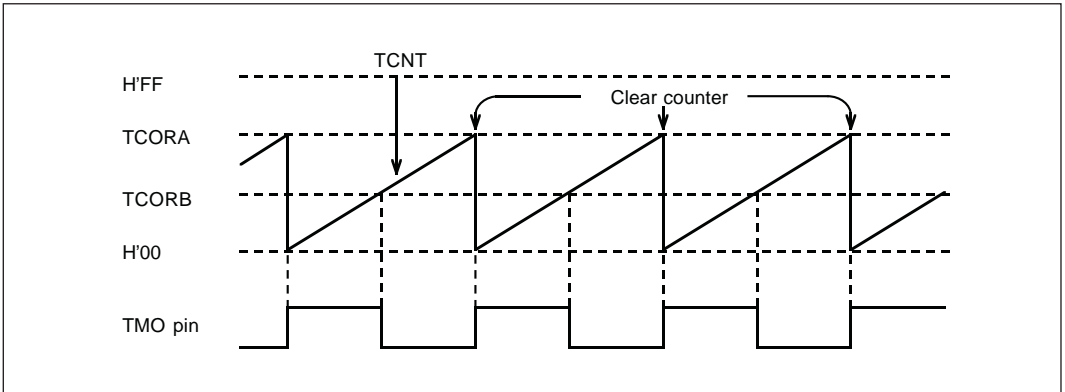 TCNT
H'FF
Clear counter
TCORA
TCORB
H'00
TMO pin